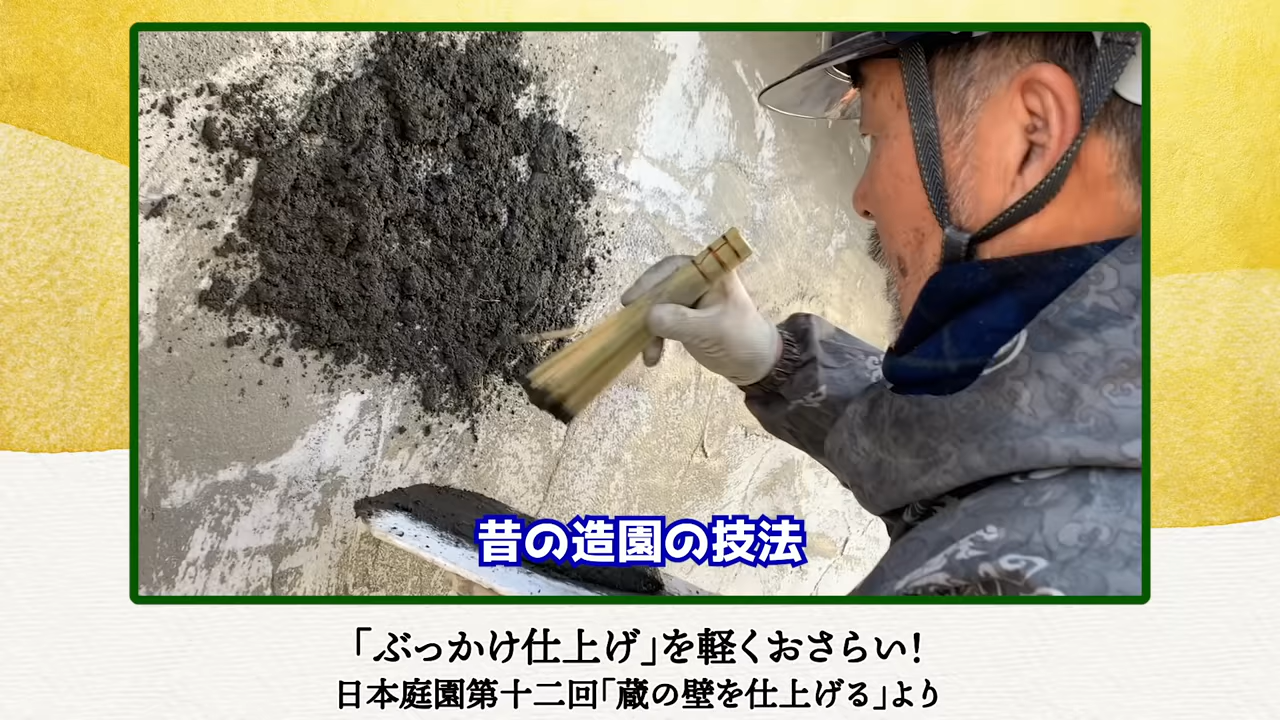 昔の造園の技法
「ぶっかけ仕上げ」を軽くおさらい!
日本庭園第十二回「蔵の壁を仕上げる」より